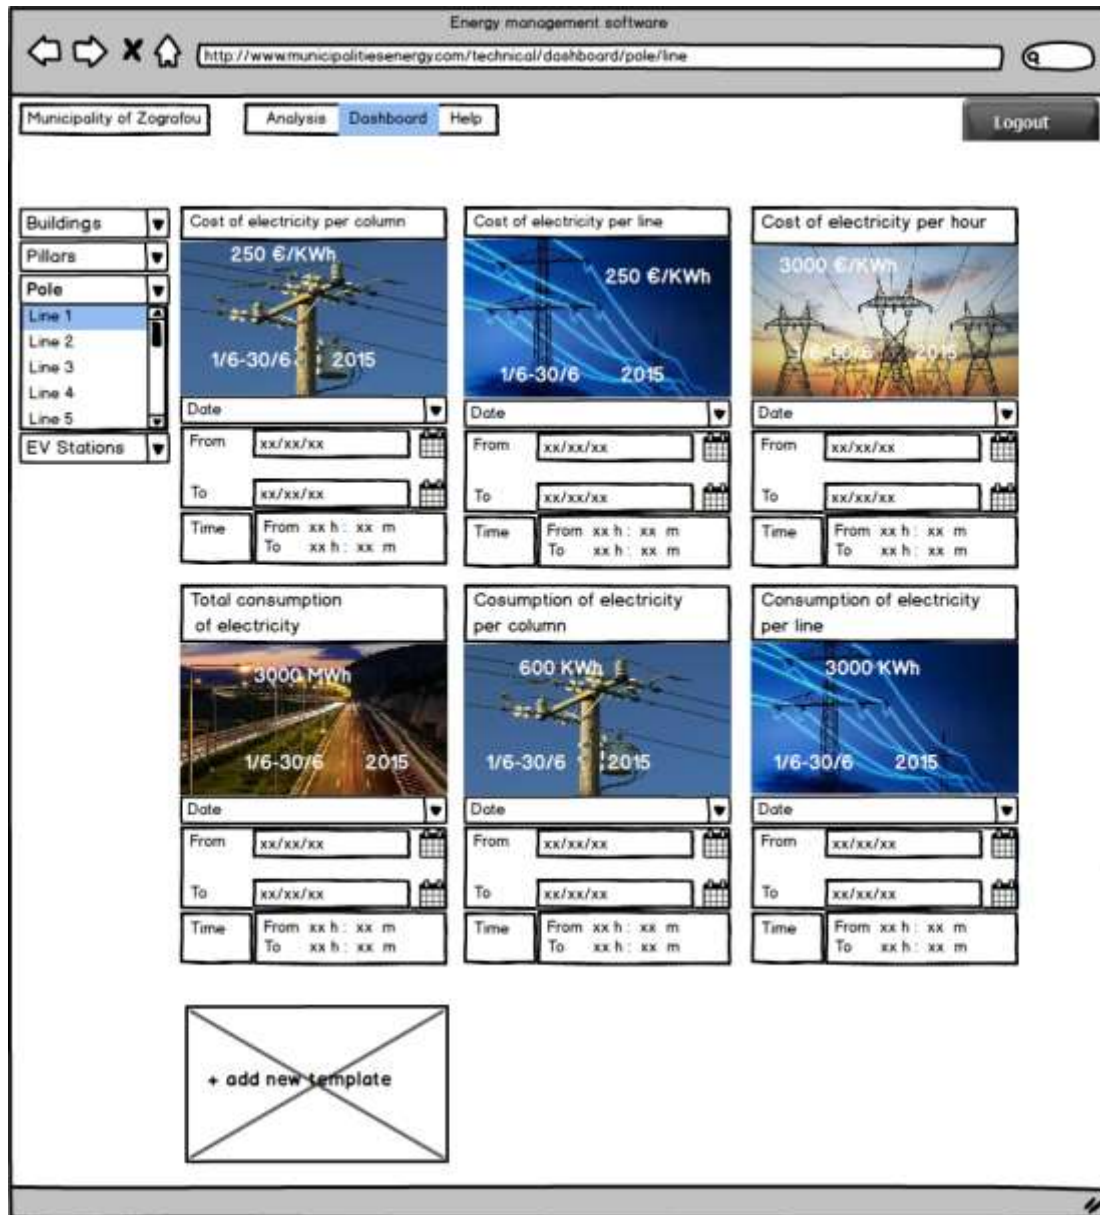 Energy management software
http://www.municipalitiesenergy.com/technical/dashboard/pole/line
Municipality of Zografou
Analysis Dashboard Help
Logout
Buildings
Pillars
Pole
Line 1
Line 2
Line 3
Line 4
Line 5
EV Stations
Cost of electricity per column
250 €/KWh
1/6-30/6 2015
Date
From xx/xx/xx
To xx/xx/xx
Time From xx h : xx m
To xx h : xx m
Cost of electricity per line
250 €/KWh
1/6-30/6 2015
Date
From xx/xx/xx
To xx/xx/xx
Time From xx h : xx m
To xx h : xx m
Cost of electricity per hour
3000 €/KWh
1/6-30/6 2015
Date
From xx/xx/xx
To xx/xx/xx
Time From xx h : xx m
To xx h : xx m
Total consumption
of electricity
3000 MWh
1/6-30/6 2015
Date
From xx/xx/xx
To xx/xx/xx
Time From xx h : xx m
To xx h : xx m
Cosumption of electricity
per column
600 KWh
1/6-30/6 2015
Date
From xx/xx/xx
To xx/xx/xx
Time From xx h : xx m
To xx h : xx m
Consumption of electricity
per line
3000 KWh
1/6-30/6 2015
Date
From xx/xx/xx
To xx/xx/xx
Time From xx h : xx m
To xx h : xx m
+ add new template